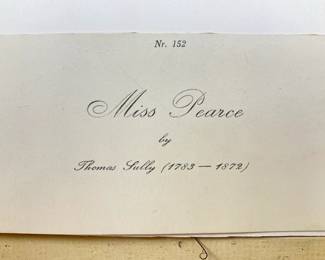 Nr. 152
Miss Pearce
by
Thomas Sully (1783 — 1872)